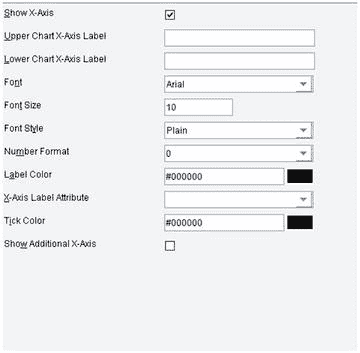 Show X-Axis
Upper Chart X-Axis Label
Lower Chart X-Axis Label
Font Arial
Font Size 10
Font Style Plain
Number Format 0
Label Color #000000
X-Axis Label Attribute
Tick Color #000000
Show Additional X-Axis